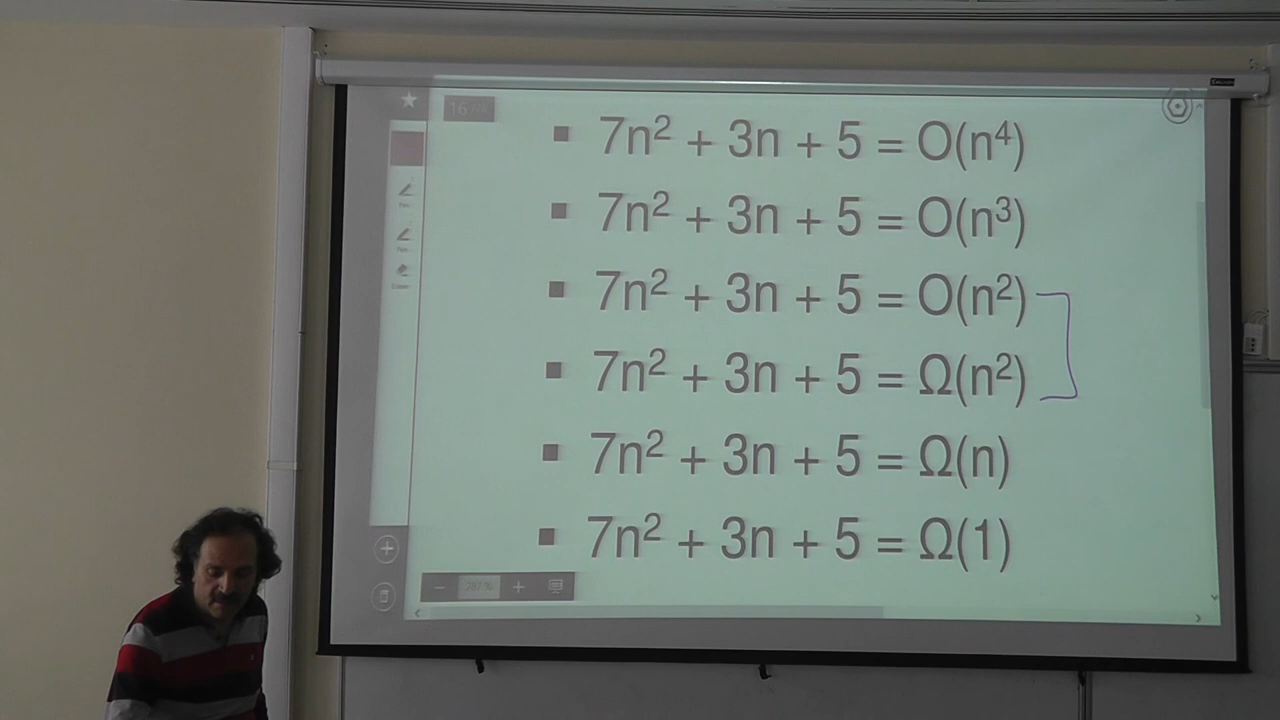 16
7n² + 3n + 5 = O(n⁴)
7n² + 3n + 5 = O(n³)
7n² + 3n + 5 = O(n²)
7n² + 3n + 5 = Ω(n²)
7n² + 3n + 5 = Ω(n)
7n² + 3n + 5 = Ω(1)